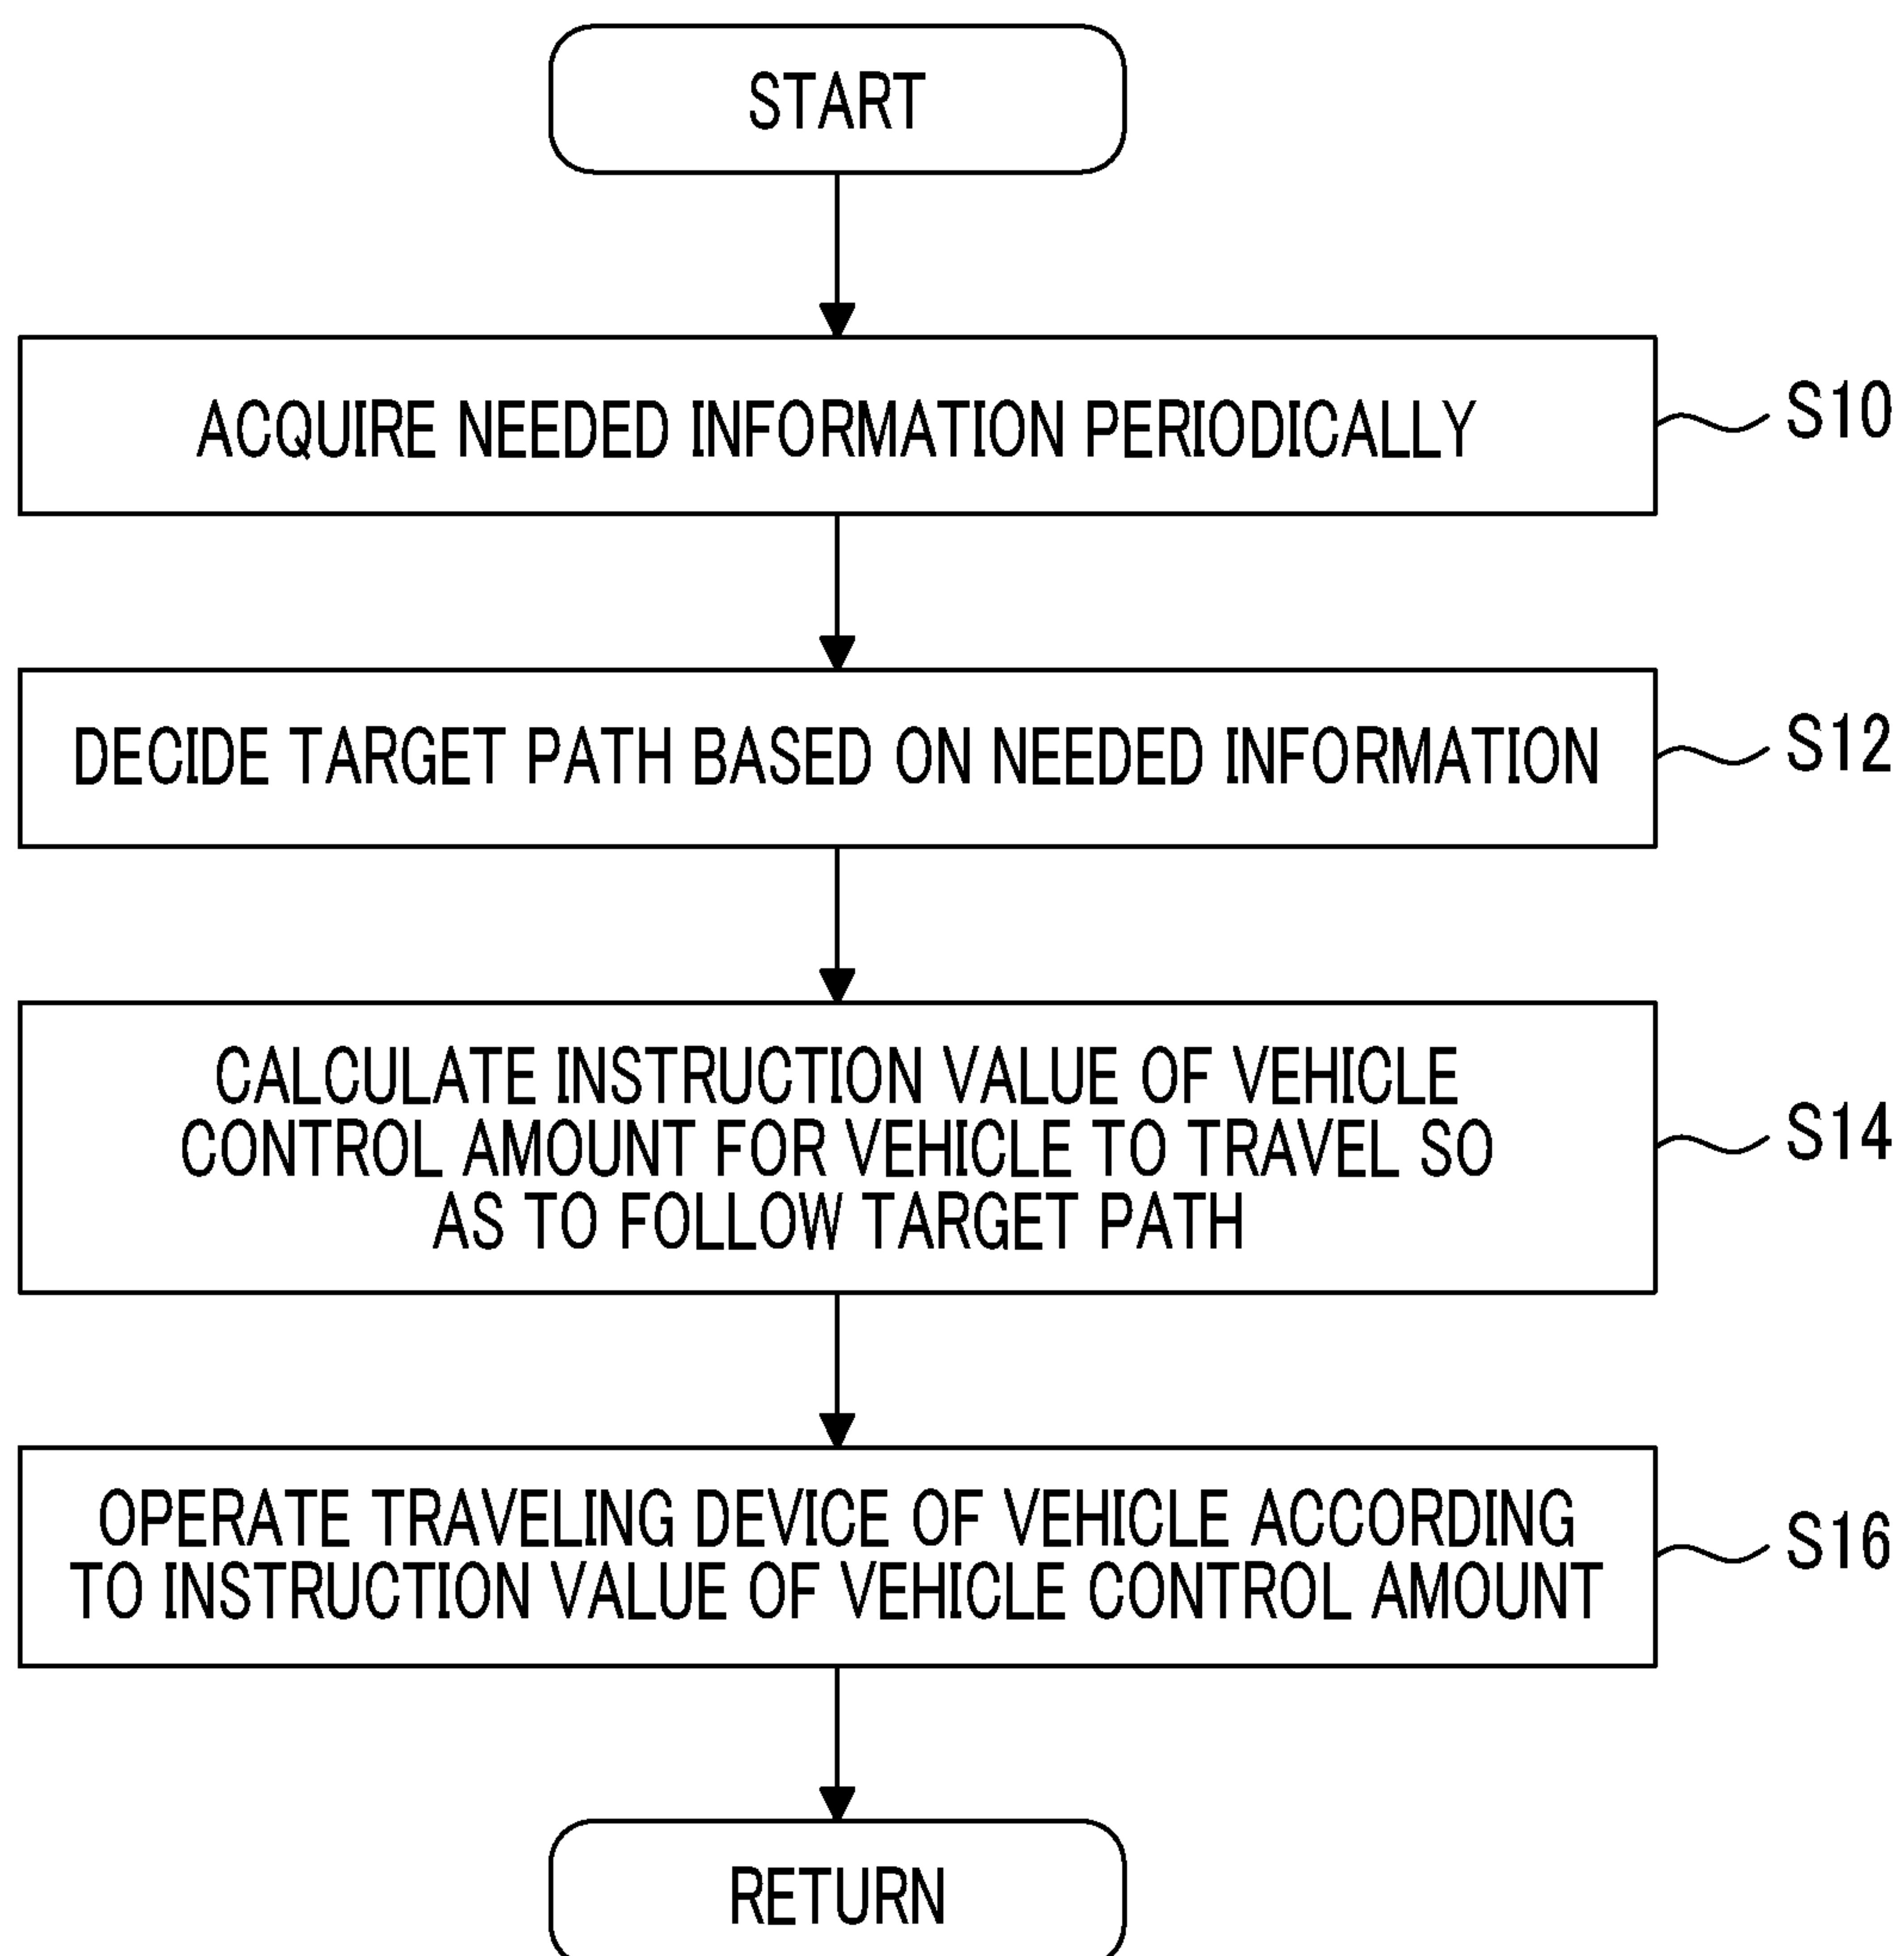 START
ACQUIRE NEEDED INFORMATION PERIODICALLY
S10
DECIDE TARGET PATH BASED ON NEEDED INFORMATION
S12
CALCULATE INSTRUCTION VALUE OF VEHICLE
CONTROL AMOUNT FOR VEHICLE TO TRAVEL SO
AS TO FOLLOW TARGET PATH
S14
OPERATE TRAVELING DEVICE OF VEHICLE ACCORDING
TO INSTRUCTION VALUE OF VEHICLE CONTROL AMOUNT
S16
RETURN